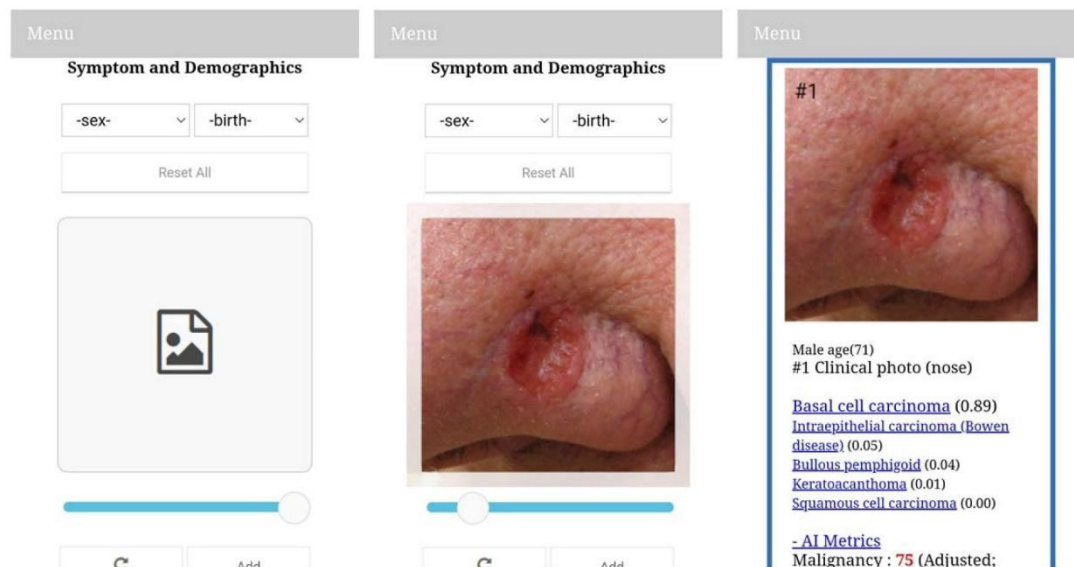 Menu
Symptom and Demographics
-sex-
-birth-
Reset All
Menu
Symptom and Demographics
-sex-
-birth-
Reset All
Menu
#1
Male age(71)
#1 Clinical photo (nose)
Basal cell carcinoma (0.89)
Intraepithelial carcinoma (Bowen
disease) (0.05)
Bullous pemphigoid (0.04)
Keratoacanthoma (0.01)
Squamous cell carcinoma (0.00)
- AI Metrics
Malignancy : 75 (Adjusted;